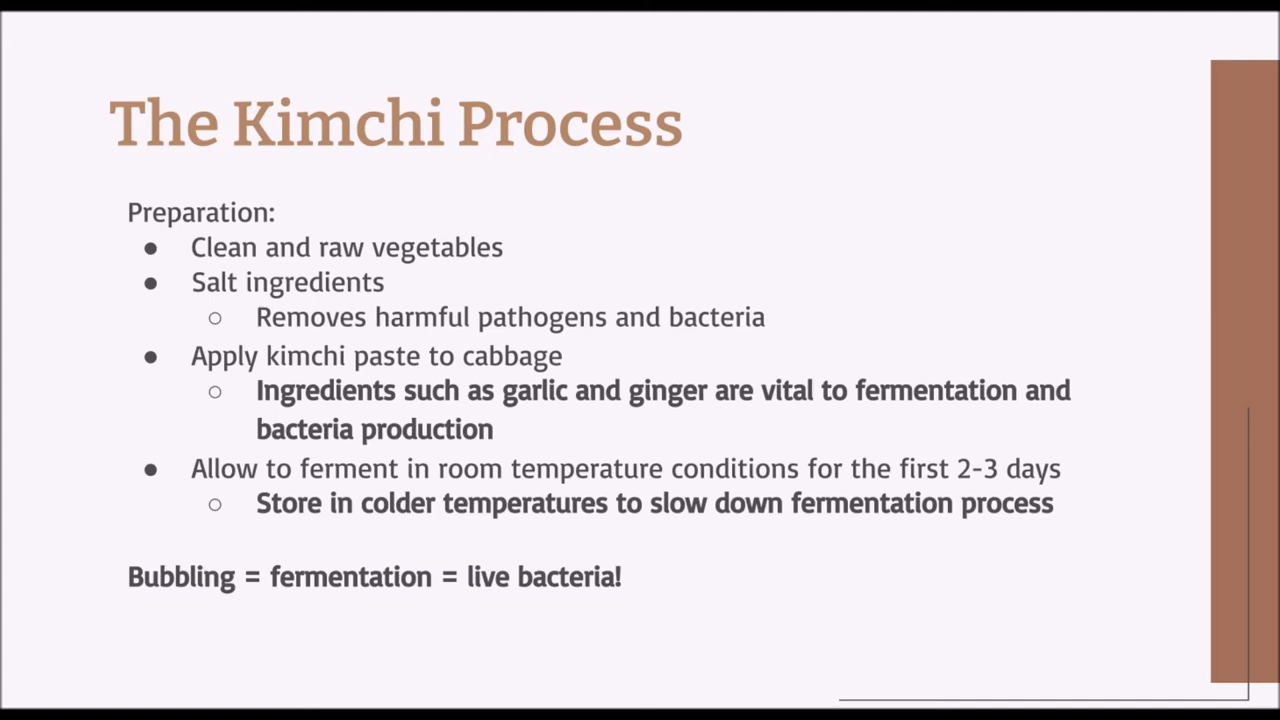 The Kimchi Process
Preparation:
● Clean and raw vegetables
● Salt ingredients
○ Removes harmful pathogens and bacteria
● Apply kimchi paste to cabbage
○ Ingredients such as garlic and ginger are vital to fermentation and
bacteria production
● Allow to ferment in room temperature conditions for the first 2-3 days
○ Store in colder temperatures to slow down fermentation process
Bubbling = fermentation = live bacteria!